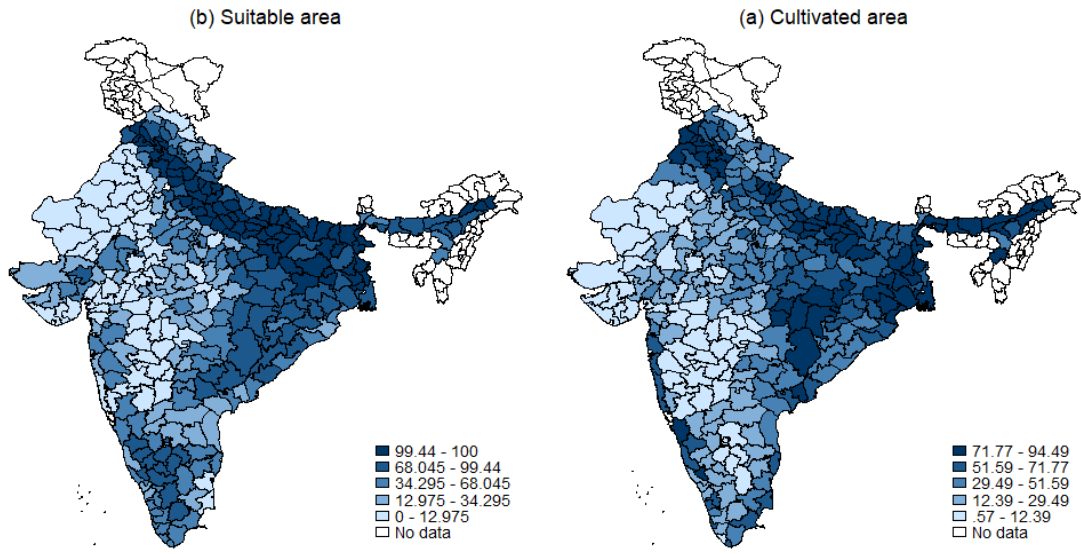 (b) Suitable area
99.44 - 100
68.045 - 99.44
34.295 - 68.045
12.975 - 34.295
0 - 12.975
No data
(a) Cultivated area
71.77 - 94.49
51.59 - 71.77
29.49 - 51.59
12.39 - 29.49
.57 - 12.39
No data